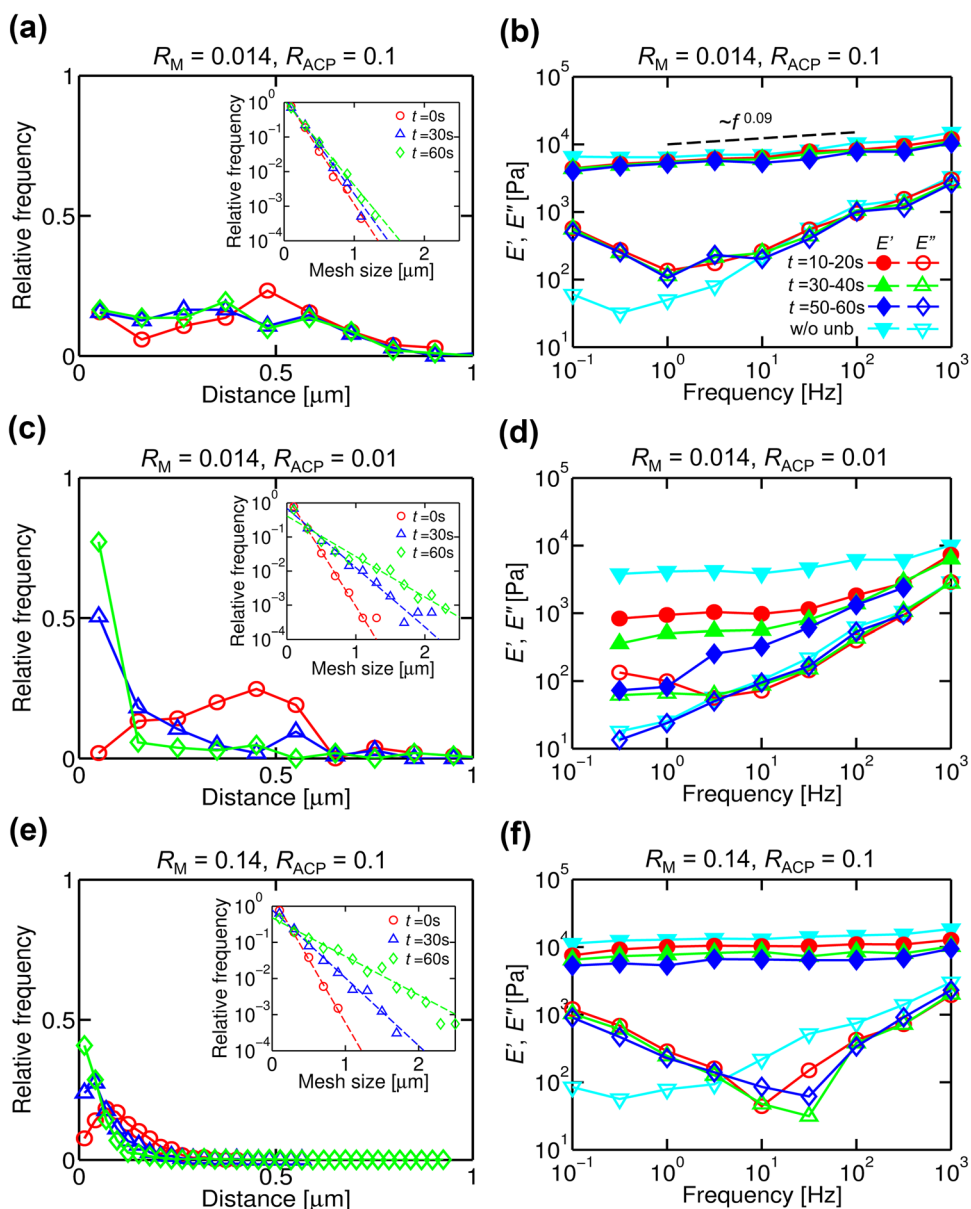 (a)
R_M = 0.014, R_ACP = 0.1
1
0.5
0
Relative frequency
0
0.5
1
Distance [μm]
10^0
10^-1
10^-2
10^-3
10^-4
Relative frequency
0
1
2
Mesh size [μm]
t =0s
t =30s
t =60s
(b)
R_M = 0.014, R_ACP = 0.1
10^5
10^4
10^3
10^2
10^1
E', E'' [Pa]
~f^0.09
E' E''
t =10-20s
t =30-40s
t =50-60s
w/o unb
10^-1
10^0
10^1
10^2
10^3
Frequency [Hz]
(c)
R_M = 0.014, R_ACP = 0.01
1
0.5
0
Relative frequency
0
0.5
1
Distance [μm]
10^0
10^-1
10^-2
10^-3
10^-4
Relative frequency
0
1
2
Mesh size [μm]
t =0s
t =30s
t =60s
(d)
R_M = 0.014, R_ACP = 0.01
10^5
10^4
10^3
10^2
10^1
E', E'' [Pa]
10^-1
10^0
10^1
10^2
10^3
Frequency [Hz]
(e)
R_M = 0.14, R_ACP = 0.1
1
0.5
0
Relative frequency
0
0.5
1
Distance [μm]
10^0
10^-1
10^-2
10^-3
10^-4
Relative frequency
0
1
2
Mesh size [μm]
t =0s
t =30s
t =60s
(f)
R_M = 0.14, R_ACP = 0.1
10^5
10^4
10^3
10^2
10^1
E', E'' [Pa]
10^-1
10^0
10^1
10^2
10^3
Frequency [Hz]